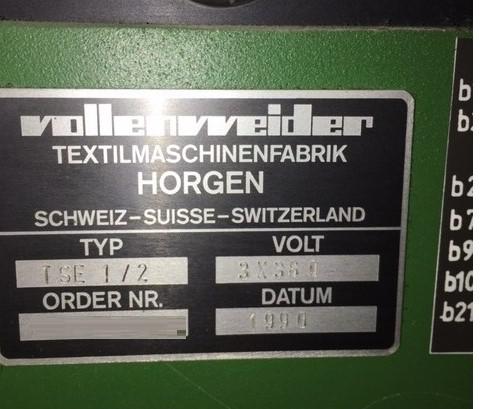 vollenweider
TEXTILMASCHINENFABRIK
HORGEN
SCHWEIZ-SUISSE-SWITZERLAND
TYP VOLT
TSE 1/2 3X380
ORDER NR. DATUM
1990
b
b
b2
b7
b9
b10
b21